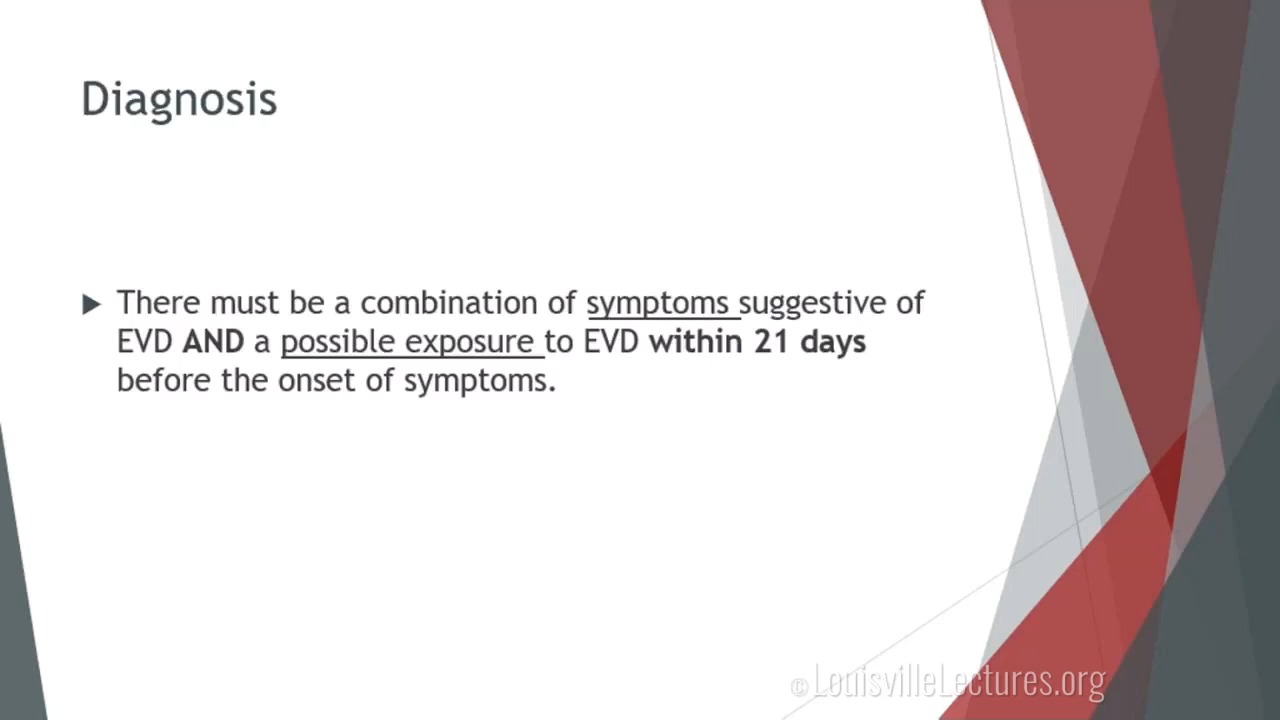 Diagnosis
There must be a combination of symptoms suggestive of
EVD AND a possible exposure to EVD within 21 days
before the onset of symptoms.
©LouisvilleLectures.org